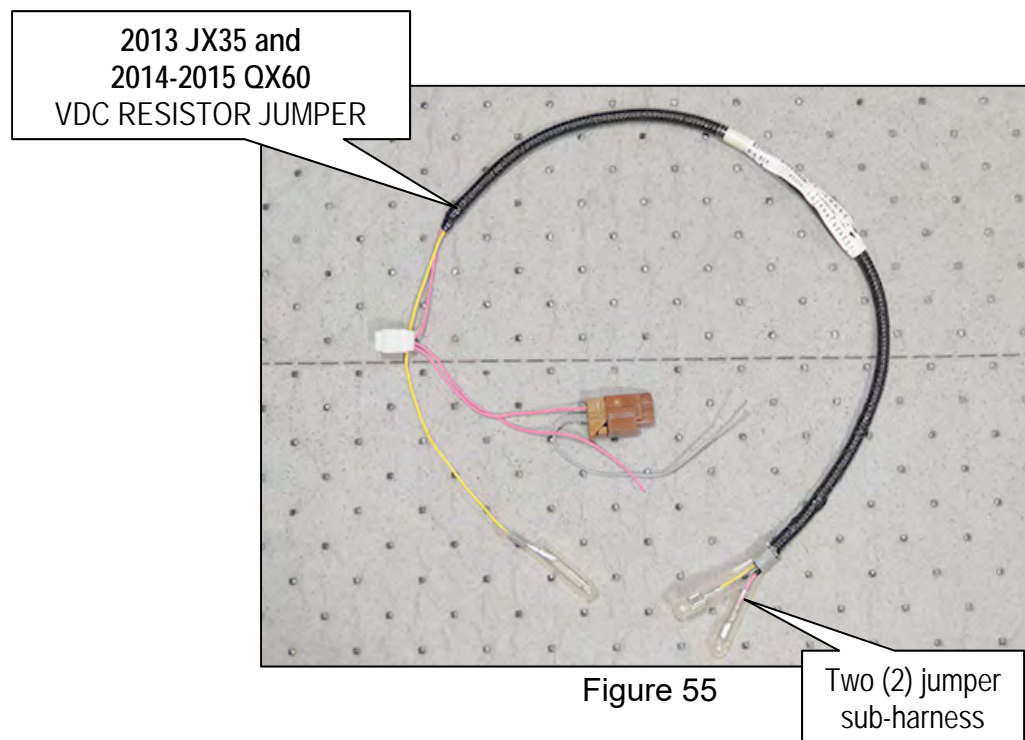 2013 JX35 and
2014-2015 QX60
VDC RESISTOR JUMPER
Figure 55
Two (2) jumper
sub-harness